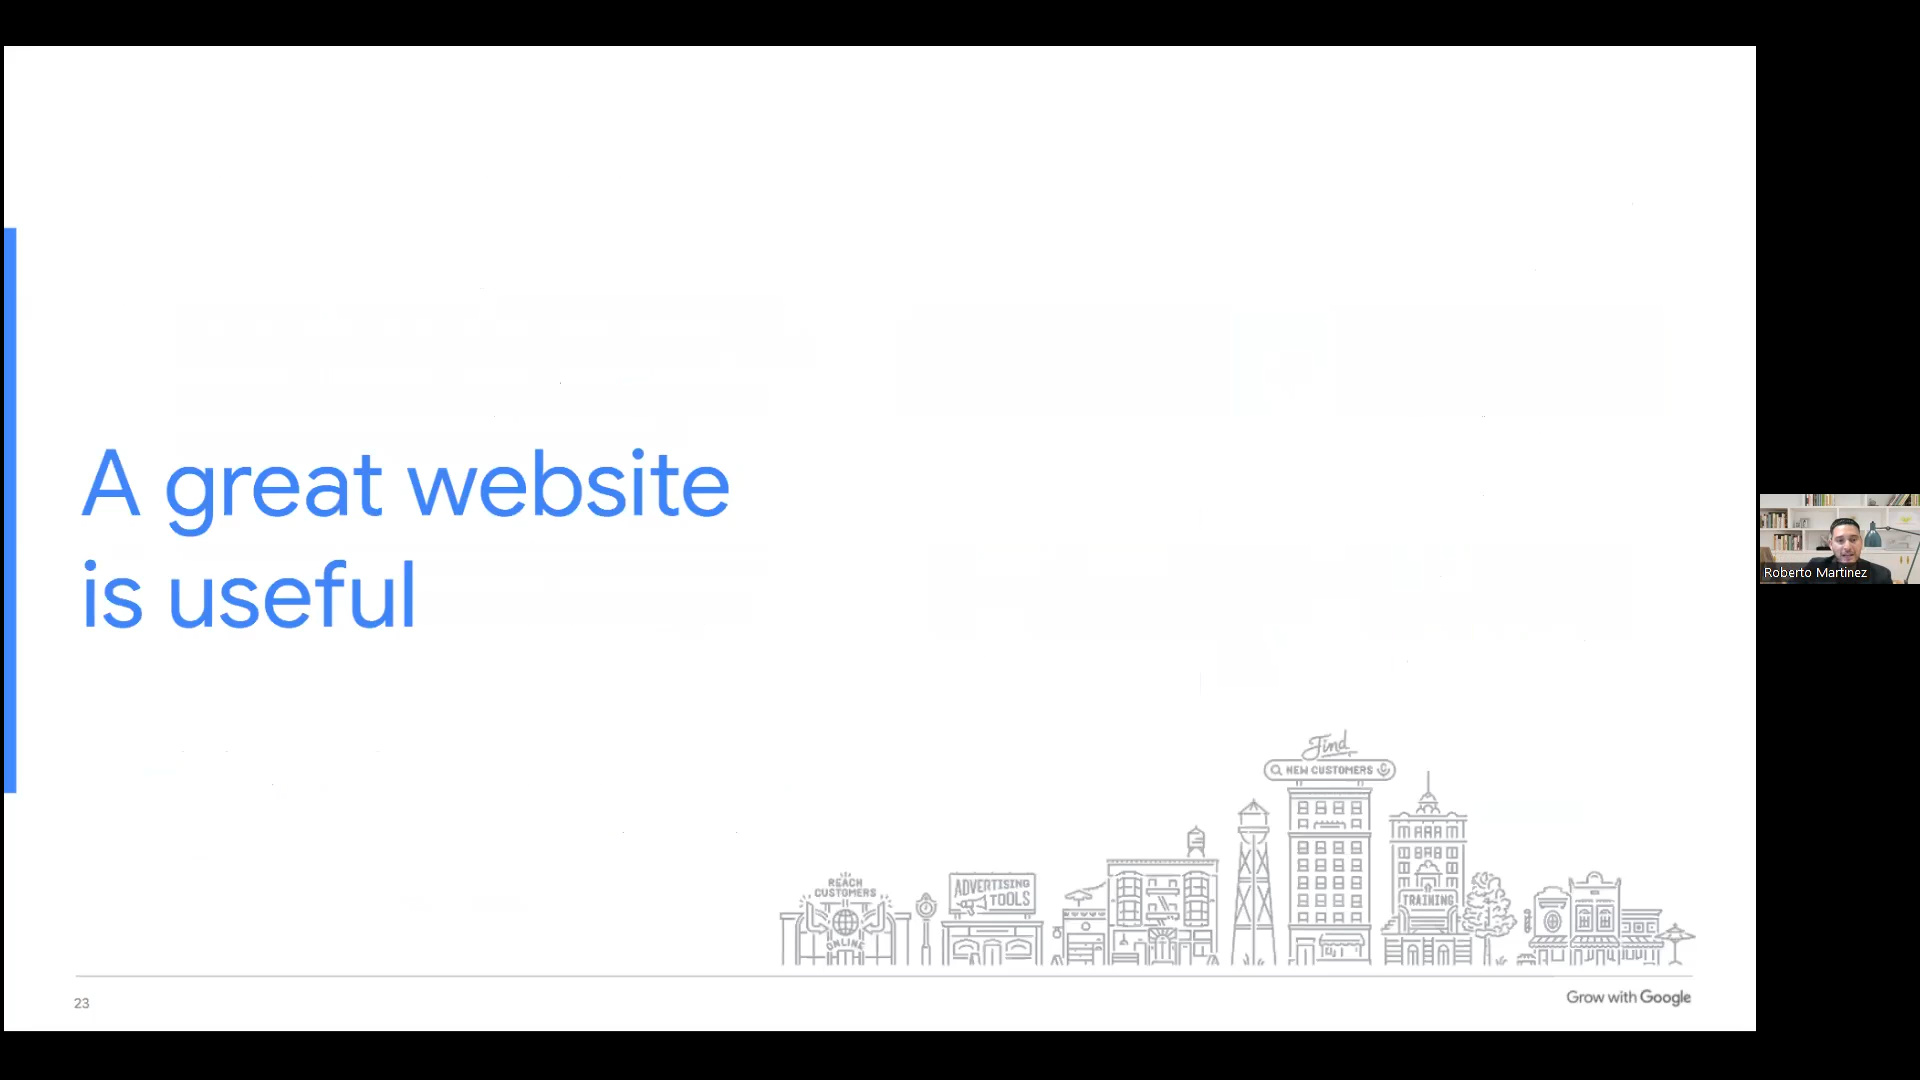 A great website
is useful
Find
NEW CUSTOMERS
REACH
CUSTOMERS
ONLINE
ADVERTISING
TOOLS
TRAINING
23
Grow with Google
Roberto Martinez